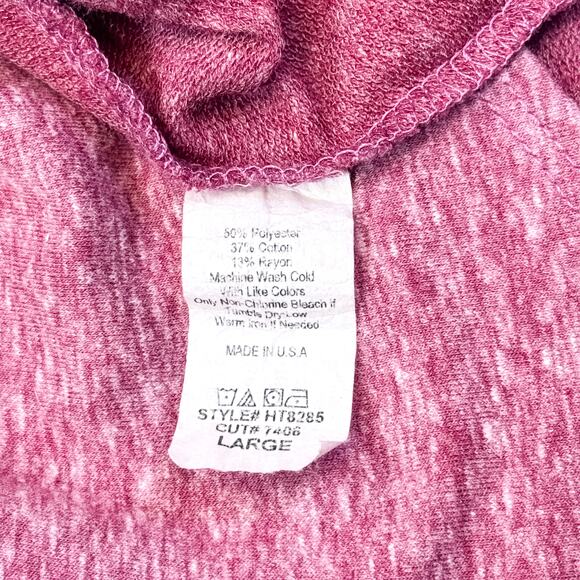 50% Polyester
37% Cotton
13% Rayon
Machine Wash Cold
With Like Colors
Only Non-Chlorine Bleach if
Tumble Dry-Low
Warm Iron if Needed
MADE IN U.S.A
STYLE# HT8285
CUT# 7406
LARGE